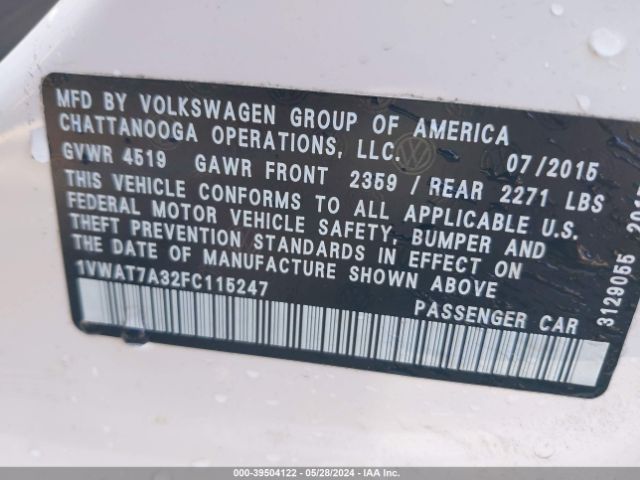 MFD BY VOLKSWAGEN GROUP OF AMERICA
CHATTANOOGA OPERATIONS, LLC. 07/2015
GVWR 4519 GAWR FRONT 2359 / REAR 2271 LBS
THIS VEHICLE CONFORMS TO ALL APPLICABLE U.S.
FEDERAL MOTOR VEHICLE SAFETY, BUMPER AND
THEFT PREVENTION STANDARDS IN EFFECT ON
THE DATE OF MANUFACTURE SHOWN ABOVE
1VWAT7A32FC115247
PASSENGER CAR
3129055
000-39504122 - 05/28/2024 - IAA Inc.